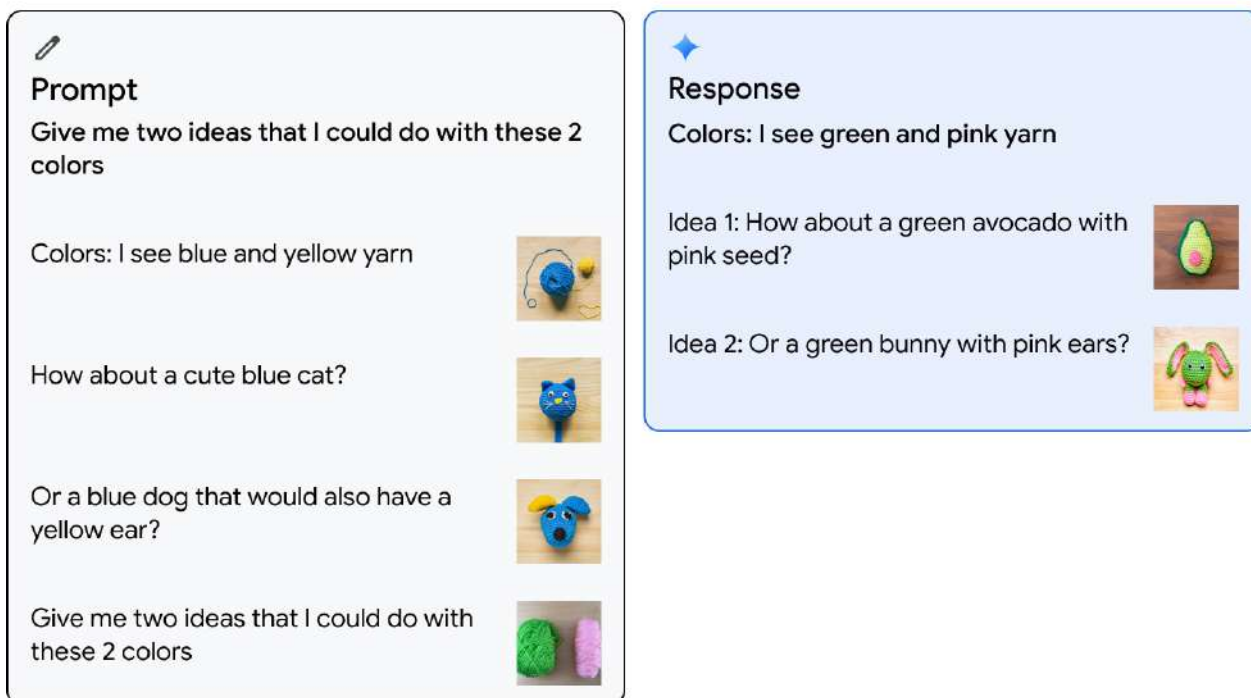 Prompt
Give me two ideas that I could do with these 2
colors
Colors: I see blue and yellow yarn
How about a cute blue cat?
Or a blue dog that would also have a
yellow ear?
Give me two ideas that I could do with
these 2 colors
Response
Colors: I see green and pink yarn
Idea 1: How about a green avocado with
pink seed?
Idea 2: Or a green bunny with pink ears?